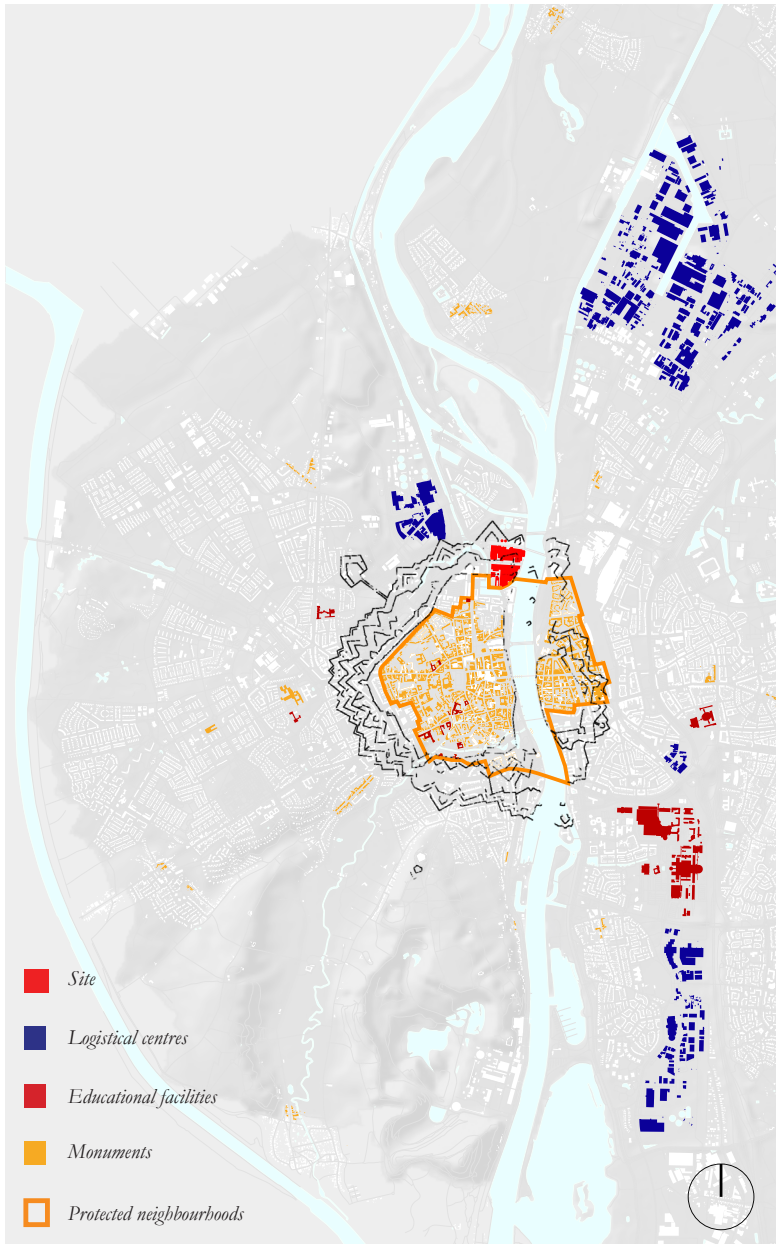 Site
Logistical centres
Educational facilities
Monuments
Protected neighbourhoods